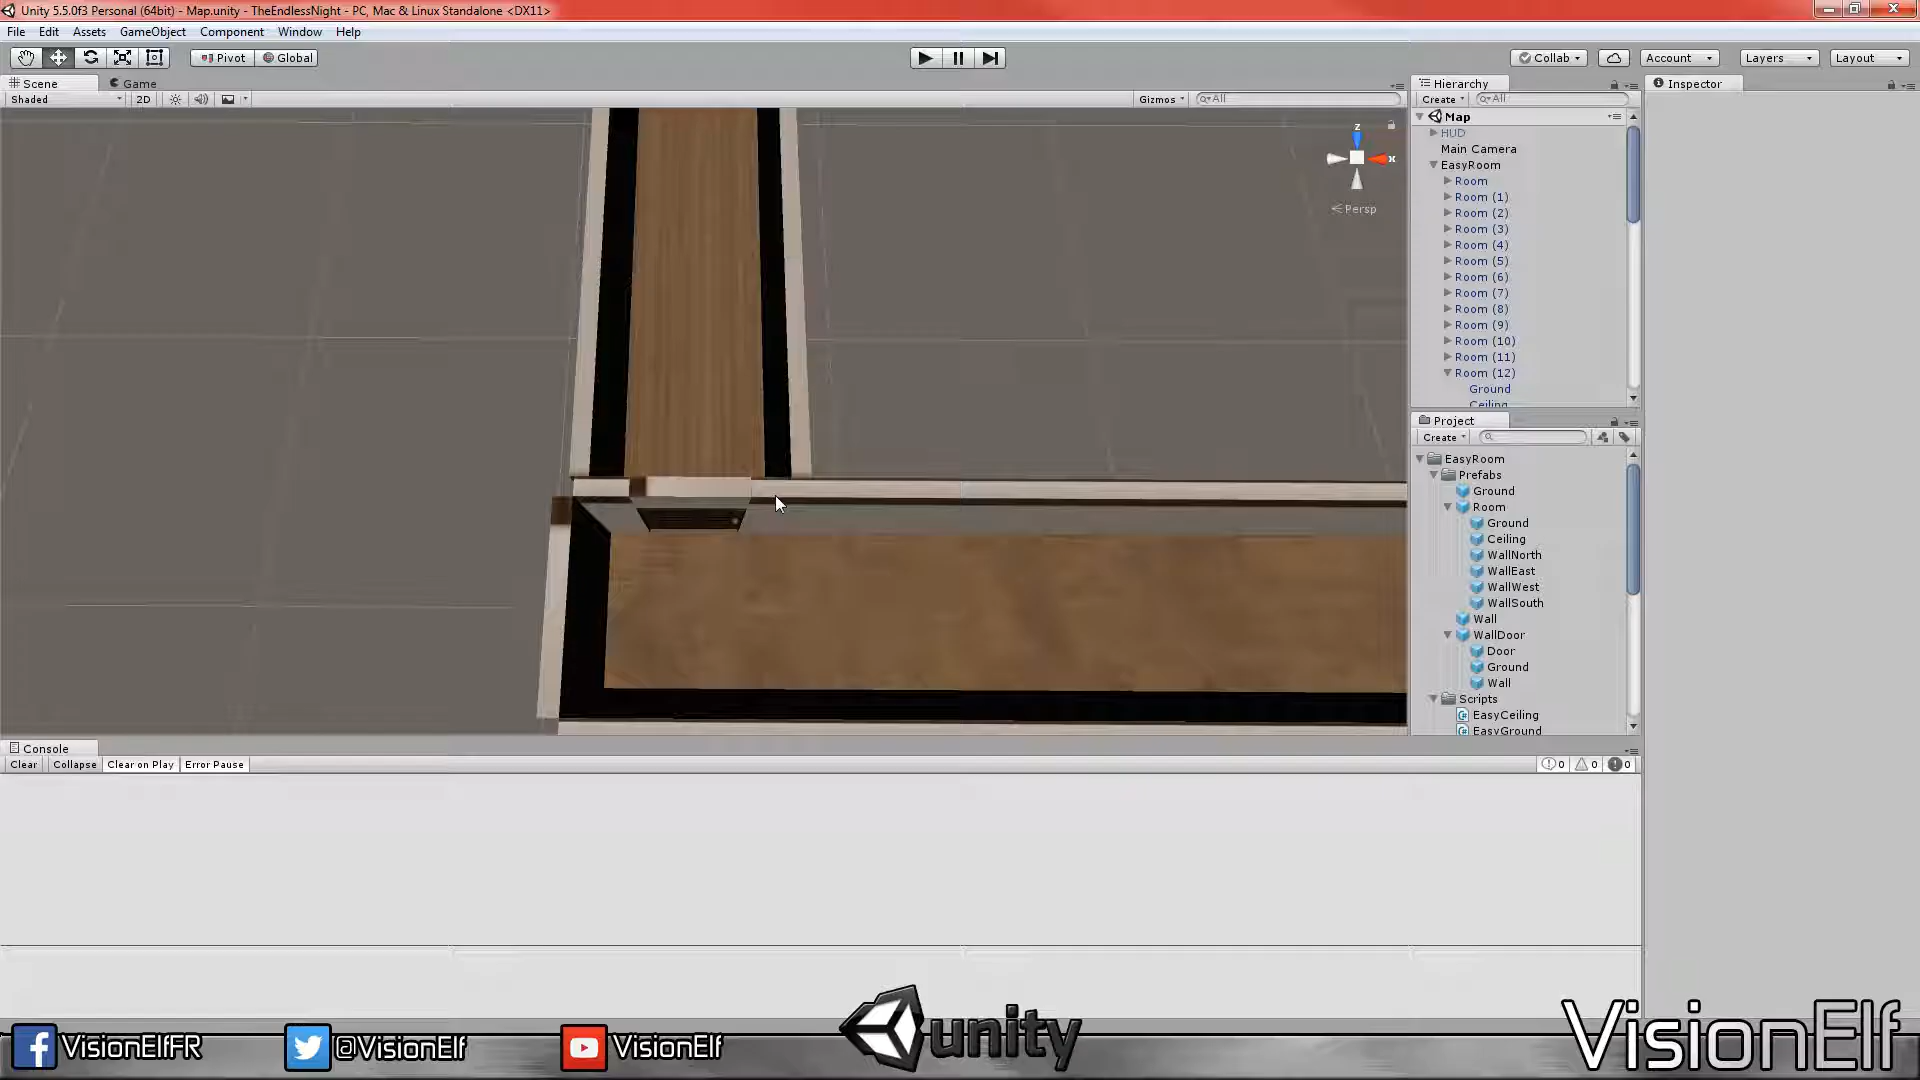 Unity 5.5.0f3 Personal (64bit) - Map.unity - TheEndlessNight - PC, Mac & Linux Standalone <DX11>
File Edit Assets GameObject Component Window Help
Pivot Global Collab Account Layers Layout
Scene Game
Shaded 2D Gizmos All
z
x
Persp
Hierarchy
Create All
Map
HUD
Main Camera
EasyRoom
Room
Room (1)
Room (2)
Room (3)
Room (4)
Room (5)
Room (6)
Room (7)
Room (8)
Room (9)
Room (10)
Room (11)
Room (12)
Ground
Ceiling
Project
Create
EasyRoom
Prefabs
Ground
Room
Ground
Ceiling
WallNorth
WallEast
WallWest
WallSouth
Wall
WallDoor
Door
Ground
Wall
Scripts
EasyCeiling
EasyGround
Inspector
Console
Clear Collapse Clear on Play Error Pause 0 0 0
VisionElfFR @VisionElf VisionElf unity VisionElf